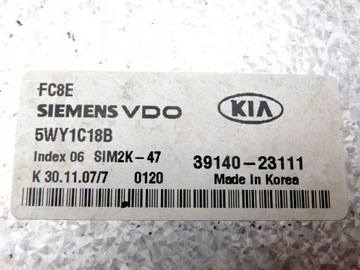 FC8E
SIEMENS VDO
KIA
5WY1C18B
Index 06 SIM2K-47
39140-23111
K 30.11.07/7 0120
Made in Korea